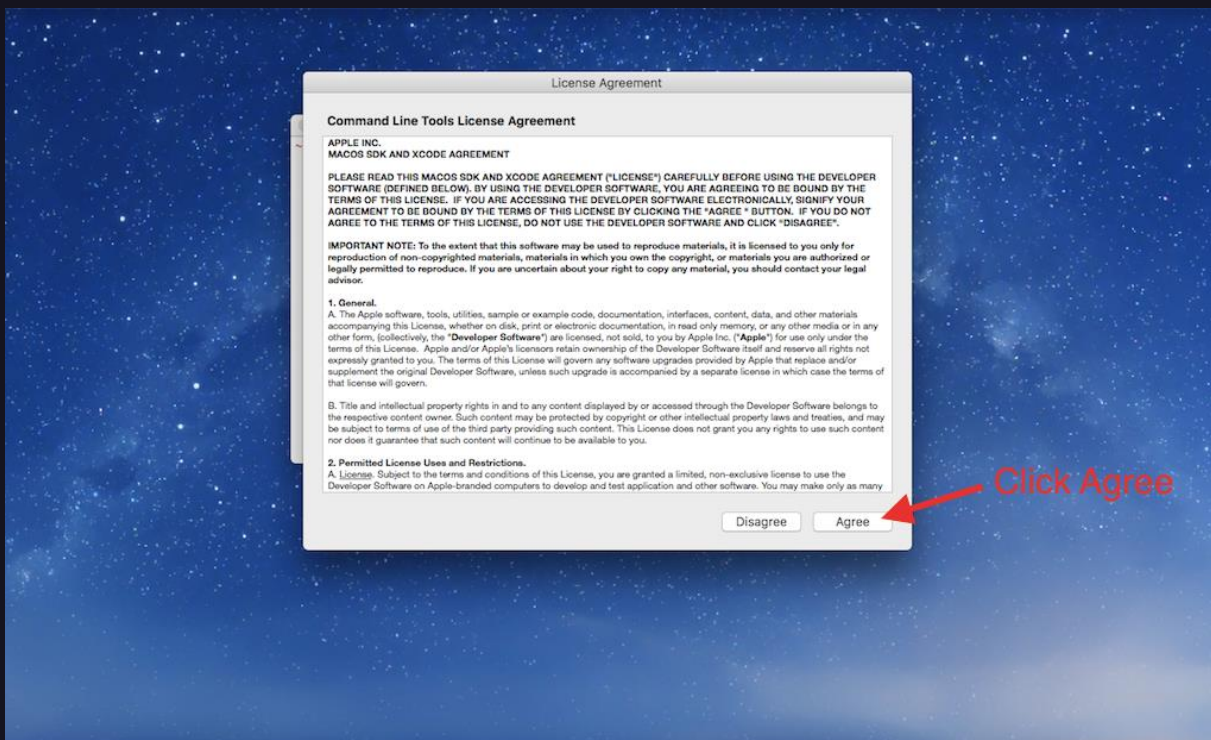 License Agreement
Command Line Tools License Agreement
APPLE INC.
MACOS SDK AND XCODE AGREEMENT
PLEASE READ THIS MACOS SDK AND XCODE AGREEMENT ("LICENSE") CAREFULLY BEFORE USING THE DEVELOPER
SOFTWARE (DEFINED BELOW). BY USING THE DEVELOPER SOFTWARE, YOU ARE AGREEING TO BE BOUND BY THE
TERMS OF THIS LICENSE.  IF YOU ARE ACCESSING THE DEVELOPER SOFTWARE ELECTRONICALLY, SIGNIFY YOUR
AGREEMENT TO BE BOUND BY THE TERMS OF THIS LICENSE BY CLICKING THE "AGREE " BUTTON.  IF YOU DO NOT
AGREE TO THE TERMS OF THIS LICENSE, DO NOT USE THE DEVELOPER SOFTWARE AND CLICK "DISAGREE".
IMPORTANT NOTE: To the extent that this software may be used to reproduce materials, it is licensed to you only for
reproduction of non-copyrighted materials, materials in which you own the copyright, or materials you are authorized or
legally permitted to reproduce. If you are uncertain about your right to copy any material, you should contact your legal
advisor.
1. General.
A. The Apple software, tools, utilities, sample or example code, documentation, interfaces, content, data, and other materials
accompanying this License, whether on disk, print or electronic documentation, in read only memory, or any other media or in any
other form, (collectively, the "Developer Software") are licensed, not sold, to you by Apple Inc. ("Apple") for use only under the
terms of this License.  Apple and/or Apple's licensors retain ownership of the Developer Software itself and reserve all rights not
expressly granted to you. The terms of this License will govern any software upgrades provided by Apple that replace and/or
supplement the original Developer Software, unless such upgrade is accompanied by a separate license in which case the terms of
that license will govern.
B. Title and intellectual property rights in and to any content displayed by or accessed through the Developer Software belongs to
the respective content owner. Such content may be protected by copyright or other intellectual property laws and treaties, and may
be subject to terms of use of the third party providing such content. This License does not grant you any rights to use such content
nor does it guarantee that such content will continue to be available to you.
2. Permitted License Uses and Restrictions.
A. License. Subject to the terms and conditions of this License, you are granted a limited, non-exclusive license to use the
Developer Software on Apple-branded computers to develop and test application and other software. You may make only as many
Click Agree
Disagree
Agree